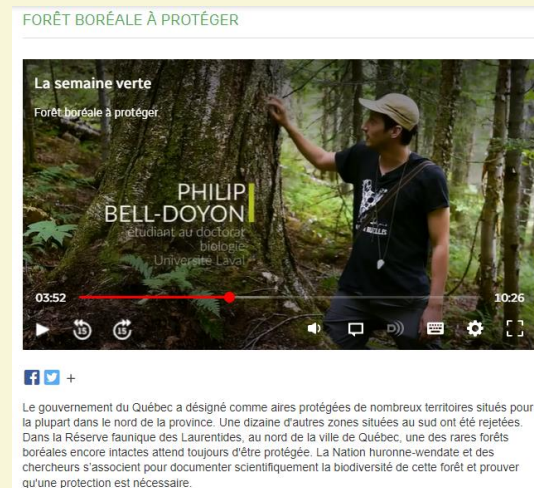 FORÊT BORÉALE À PROTÉGER
La semaine verte
Forêt boréale à protéger
PHILIP
BELL-DOYON
étudiant au doctorat
biologie
Université Laval
03:52
10:26
15
15
+
Le gouvernement du Québec a désigné comme aires protégées de nombreux territoires situés pour
la plupart dans le nord de la province. Une dizaine d'autres zones situées au sud ont été rejetées.
Dans la Réserve faunique des Laurentides, au nord de la ville de Québec, une des rares forêts
boréales encore intactes attend toujours d'être protégée. La Nation huronne-wendate et des
chercheurs s'associent pour documenter scientifiquement la biodiversité de cette forêt et prouver
qu'une protection est nécessaire.